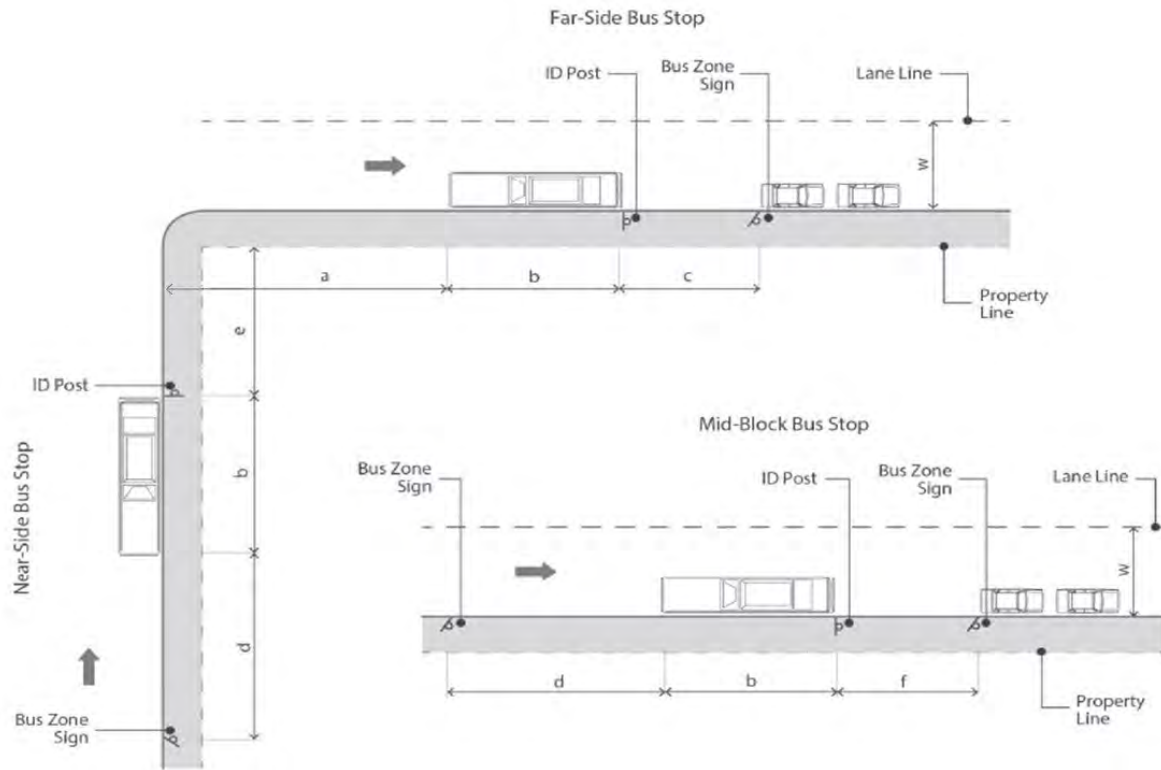 Far-Side Bus Stop
ID Post
Bus Zone
Sign
Lane Line
W
a
b
c
Property
Line
e
ID Post
b
Near-Side Bus Stop
d
Bus Zone
Sign
Mid-Block Bus Stop
Bus Zone
Sign
ID Post
Bus Zone
Sign
Lane Line
W
d
b
f
Property
Line